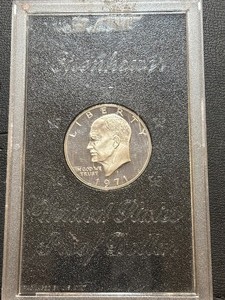 Eisenhower
LIBERTY
IN GOD WE
TRUST
1971
United States
Proof Dollar